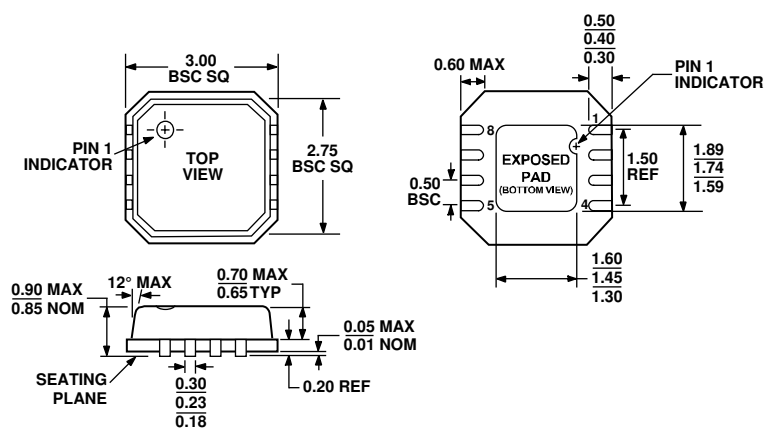 3.00
BSC SQ
PIN 1
INDICATOR
TOP
VIEW
2.75
BSC SQ
0.60 MAX
0.50
0.40
0.30
PIN 1
INDICATOR
8
1
EXPOSED
PAD
(BOTTOM VIEW)
0.50
BSC
5
4
1.50
REF
1.89
1.74
1.59
1.60
1.45
1.30
0.90 MAX
0.85 NOM
12° MAX
0.70 MAX
0.65 TYP
0.05 MAX
0.01 NOM
SEATING
PLANE
0.30
0.23
0.18
0.20 REF